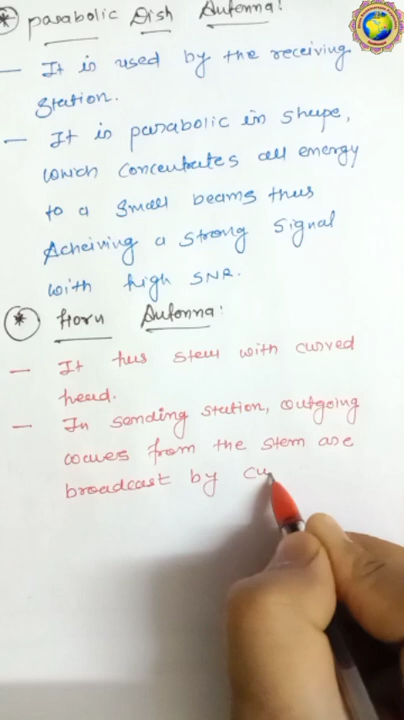 * parabolic Dish Antenna:
— It is used by the receiving
station.
— It is parabolic in shape,
which concentrates all energy
to a small beams thus
Acheiving a strong signal
with high SNR.
* Horn Antenna:
— It has stem with curved
head.
— In sending station, outgoing
waves from the stem are
broadcast by cu